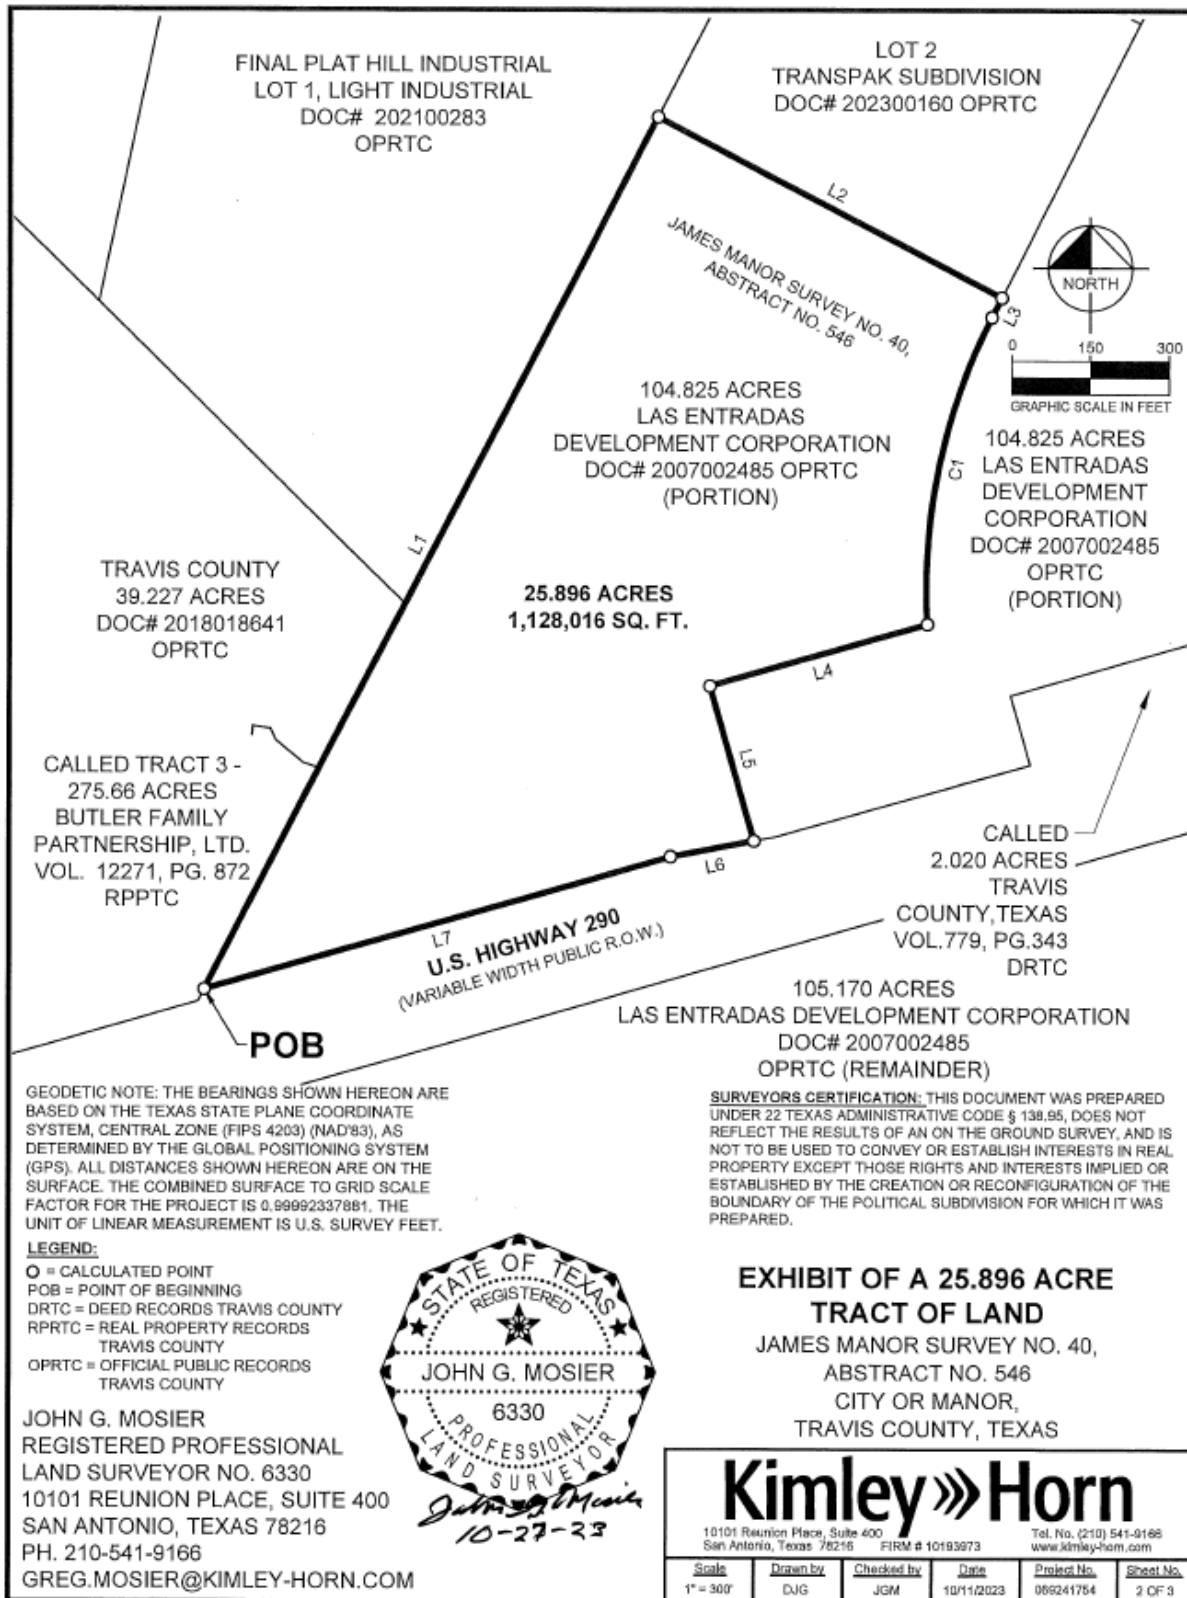 FINAL PLAT HILL INDUSTRIAL
LOT 1, LIGHT INDUSTRIAL
DOC# 202100283
OPRTC
LOT 2
TRANSPAK SUBDIVISION
DOC# 202300160 OPRTC
L2
JAMES MANOR SURVEY NO. 40,
ABSTRACT NO. 546
NORTH
L3
0 150 300
GRAPHIC SCALE IN FEET
104.825 ACRES
LAS ENTRADAS
DEVELOPMENT CORPORATION
DOC# 2007002485 OPRTC
(PORTION)
104.825 ACRES
LAS ENTRADAS
DEVELOPMENT
CORPORATION
DOC# 2007002485
OPRTC
(PORTION)
C1
L1
TRAVIS COUNTY
39.227 ACRES
DOC# 2018018641
OPRTC
25.896 ACRES
1,128,016 SQ. FT.
L4
L5
CALLED TRACT 3 -
275.66 ACRES
BUTLER FAMILY
PARTNERSHIP, LTD.
VOL. 12271, PG. 872
RPPTC
L6
CALLED
2.020 ACRES
TRAVIS
COUNTY,TEXAS
VOL.779, PG.343
DRTC
L7
U.S. HIGHWAY 290
(VARIABLE WIDTH PUBLIC R.O.W.)
POB
105.170 ACRES
LAS ENTRADAS DEVELOPMENT CORPORATION
DOC# 2007002485
OPRTC (REMAINDER)
GEODETIC NOTE: THE BEARINGS SHOWN HEREON ARE
BASED ON THE TEXAS STATE PLANE COORDINATE
SYSTEM, CENTRAL ZONE (FIPS 4203) (NAD'83), AS
DETERMINED BY THE GLOBAL POSITIONING SYSTEM
(GPS). ALL DISTANCES SHOWN HEREON ARE ON THE
SURFACE. THE COMBINED SURFACE TO GRID SCALE
FACTOR FOR THE PROJECT IS 0.99992337881. THE
UNIT OF LINEAR MEASUREMENT IS U.S. SURVEY FEET.
SURVEYORS CERTIFICATION: THIS DOCUMENT WAS PREPARED
UNDER 22 TEXAS ADMINISTRATIVE CODE § 138.95, DOES NOT
REFLECT THE RESULTS OF AN ON THE GROUND SURVEY, AND IS
NOT TO BE USED TO CONVEY OR ESTABLISH INTERESTS IN REAL
PROPERTY EXCEPT THOSE RIGHTS AND INTERESTS IMPLIED OR
ESTABLISHED BY THE CREATION OR RECONFIGURATION OF THE
BOUNDARY OF THE POLITICAL SUBDIVISION FOR WHICH IT WAS
PREPARED.
LEGEND:
O = CALCULATED POINT
POB = POINT OF BEGINNING
DRTC = DEED RECORDS TRAVIS COUNTY
RPRTC = REAL PROPERTY RECORDS
TRAVIS COUNTY
OPRTC = OFFICIAL PUBLIC RECORDS
TRAVIS COUNTY
STATE OF TEXAS
REGISTERED
JOHN G. MOSIER
6330
PROFESSIONAL
LAND SURVEYOR
John G. Mosier
10-27-23
EXHIBIT OF A 25.896 ACRE
TRACT OF LAND
JAMES MANOR SURVEY NO. 40,
ABSTRACT NO. 546
CITY OR MANOR,
TRAVIS COUNTY, TEXAS
JOHN G. MOSIER
REGISTERED PROFESSIONAL
LAND SURVEYOR NO. 6330
10101 REUNION PLACE, SUITE 400
SAN ANTONIO, TEXAS 78216
PH. 210-541-9166
GREG.MOSIER@KIMLEY-HORN.COM
Kimley»Horn
10101 Reunion Place, Suite 400 Tel. No. (210) 541-9166
San Antonio, Texas 78216 FIRM # 10193973 www.kimley-horn.com
Scale Drawn by Checked by Date Project No. Sheet No.
1" = 300' DJG JGM 10/11/2023 069241754 2 OF 3